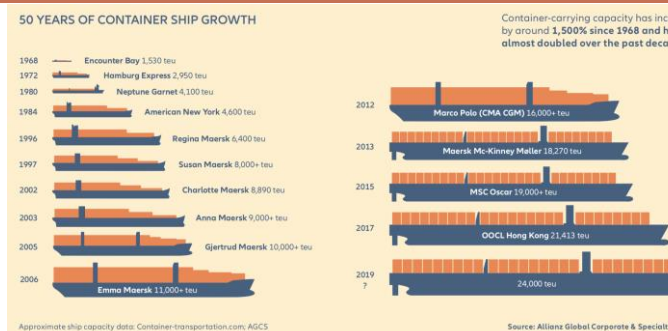 50 YEARS OF CONTAINER SHIP GROWTH
Container-carrying capacity has inc
by around 1,500% since 1968 and h
almost doubled over the past deca
1968 Encounter Bay 1,530 teu
1972 Hamburg Express 2,950 teu
1980 Neptune Garnet 4,100 teu
1984 American New York 4,600 teu
1996 Regina Maersk 6,400 teu
1997 Susan Maersk 8,000+ teu
2002 Charlotte Maersk 8,890 teu
2003 Anna Maersk 9,000+ teu
2005 Gjertrud Maersk 10,000+ teu
2006 Emma Maersk 11,000+ teu
2012 Marco Polo (CMA CGM) 16,000+ teu
2013 Maersk Mc-Kinney Møller 18,270 teu
2015 MSC Oscar 19,000+ teu
2017 OOCL Hong Kong 21,413 teu
2019 24,000 teu
?
Approximate ship capacity data: Container-transportation.com; AGCS
Source: Allianz Global Corporate & Specialt